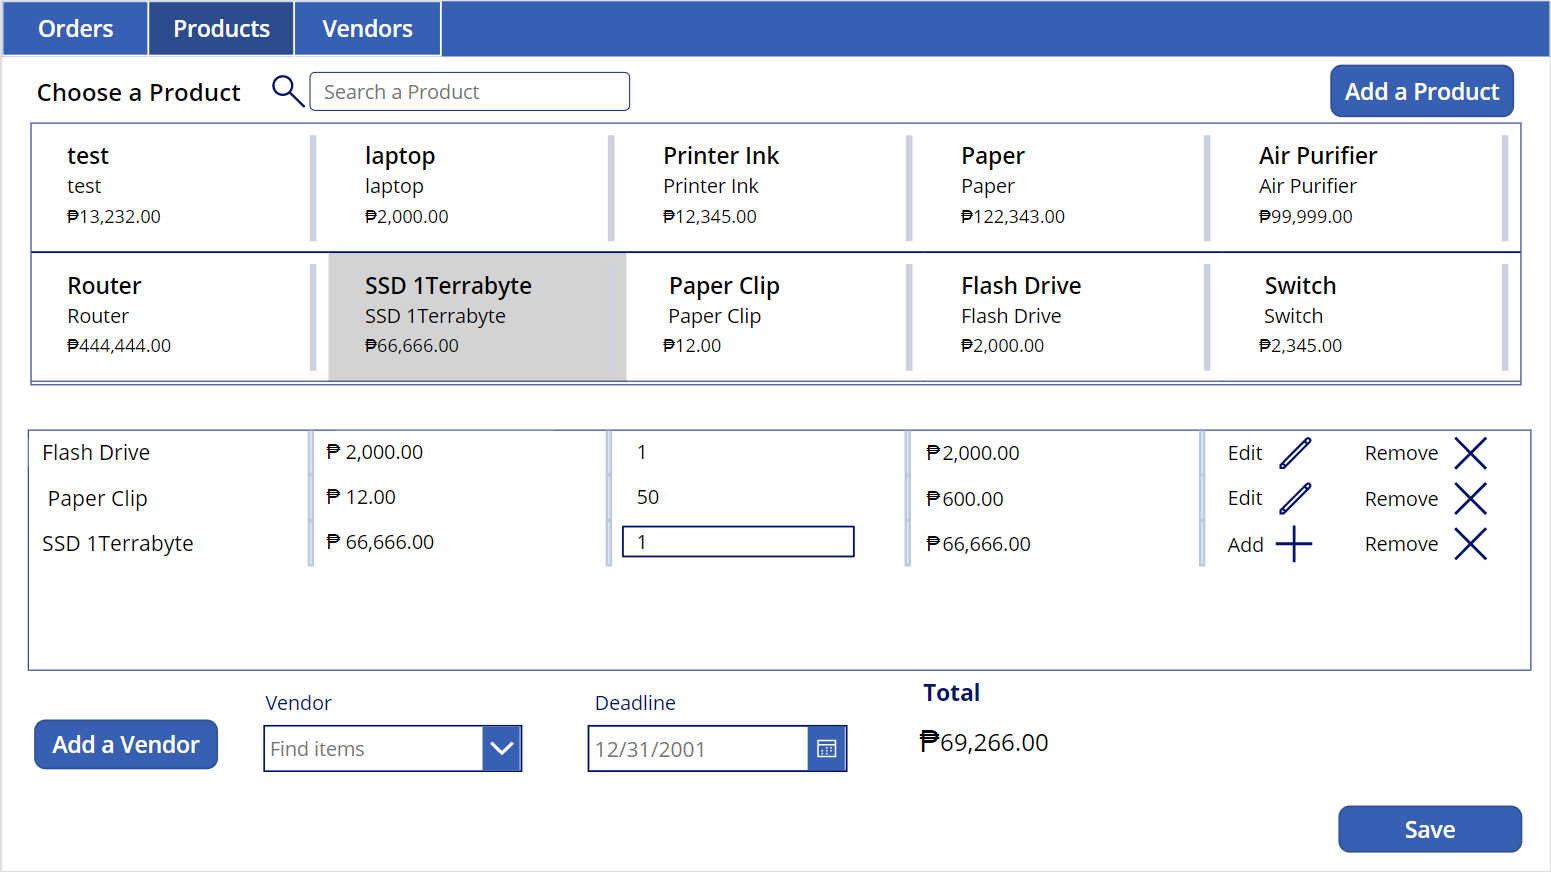 Orders Products Vendors
Choose a Product Search a Product Add a Product
test laptop Printer Ink Paper Air Purifier
test laptop Printer Ink Paper Air Purifier
₱13,232.00 ₱2,000.00 ₱12,345.00 ₱122,343.00 ₱99,999.00
Router SSD 1Terrabyte Paper Clip Flash Drive Switch
Router SSD 1Terrabyte Paper Clip Flash Drive Switch
₱444,444.00 ₱66,666.00 ₱12.00 ₱2,000.00 ₱2,345.00
Flash Drive ₱ 2,000.00 1 ₱2,000.00 Edit Remove
Paper Clip ₱ 12.00 50 ₱600.00 Edit Remove
SSD 1Terrabyte ₱ 66,666.00 1 ₱66,666.00 Add Remove
Vendor Deadline Total
Add a Vendor Find items 12/31/2001 ₱69,266.00
Save